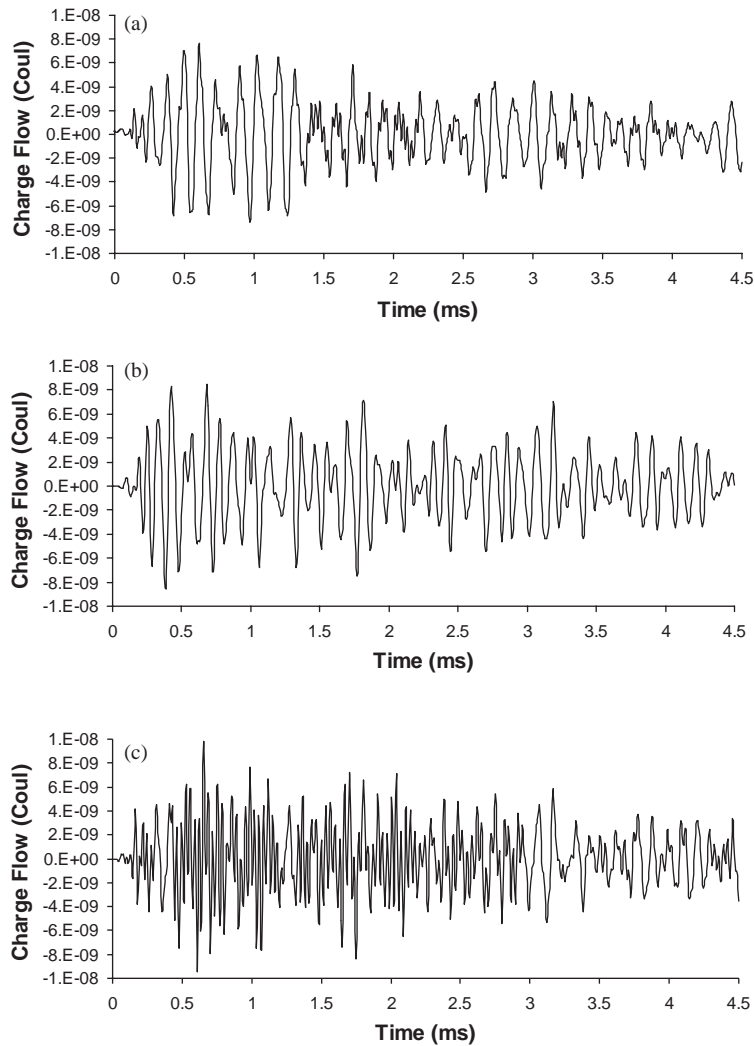 (a)
Charge Flow (Coul)
1.E-08
8.E-09
6.E-09
4.E-09
2.E-09
0.E+00
-2.E-09
-4.E-09
-6.E-09
-8.E-09
-1.E-08
0 0.5 1 1.5 2 2.5 3 3.5 4 4.5
Time (ms)
(b)
Charge Flow (Coul)
1.E-08
8.E-09
6.E-09
4.E-09
2.E-09
0.E+00
-2.E-09
-4.E-09
-6.E-09
-8.E-09
-1.E-08
0 0.5 1 1.5 2 2.5 3 3.5 4 4.5
Time (ms)
(c)
Charge Flow (Coul)
1.E-08
8.E-09
6.E-09
4.E-09
2.E-09
0.E+00
-2.E-09
-4.E-09
-6.E-09
-8.E-09
-1.E-08
0 0.5 1 1.5 2 2.5 3 3.5 4 4.5
Time (ms)